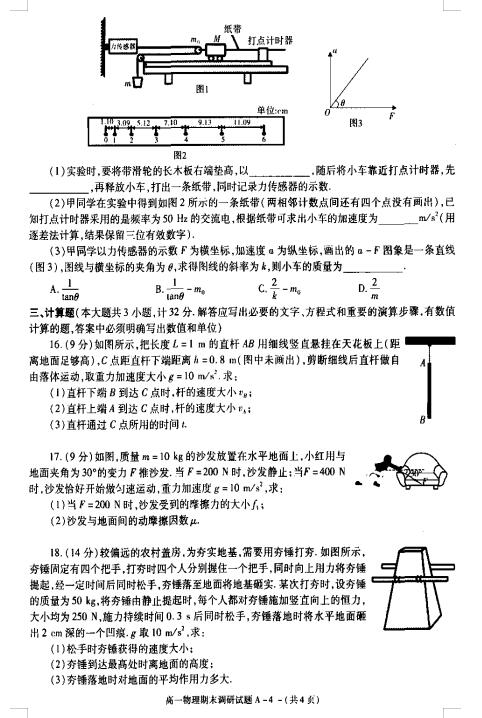 纸带
力传感器 m₀ M 打点计时器
m
图1
单位:cm
1.10 3.09 5.12 7.10 9.13 11.09
0 1 2 3 4 5 6
图2
a
O θ F
图3
(1)实验时,要将带滑轮的长木板右端垫高,以________,随后将小车靠近打点计时器,先
________,再释放小车,打出一条纸带,同时记录力传感器的示数.
(2)甲同学在实验中得到如图2所示的一条纸带(两相邻计数点间还有四个点没有画出),已
知打点计时器采用的是频率为50 Hz的交流电,根据纸带可求出小车的加速度为________m/s²(用
逐差法计算,结果保留三位有效数字).
(3)甲同学以力传感器的示数F为横坐标,加速度a为纵坐标,画出的a-F图象是一条直线
(图3),图线与横坐标的夹角为θ,求得图线的斜率为k,则小车的质量为________.
A. 1/tanθ B. 1/tanθ - m₀ C. 2/k - m₀ D. 2/m
三、计算题(本大题共3小题,计32分.解答应写出必要的文字、方程式和重要的演算步骤,有数值
计算的题,答案中必须明确写出数值和单位)
16.(9分)如图所示,把长度L=1 m的直杆AB用细线竖直悬挂在天花板上(距
离地面足够高),C点距直杆下端距离h=0.8 m(图中未画出),剪断细线后直杆做自
由落体运动,取重力加速度大小g=10 m/s².求:
(1)直杆下端B到达C点时,杆的速度大小v_B;
(2)直杆上端A到达C点时,杆的速度大小v_A;
(3)直杆通过C点所用的时间t.
A
B
17.(9分)如图,质量m=10 kg的沙发放置在水平地面上,小红用与
地面夹角为30°的变力F推沙发.当F=200 N时,沙发静止;当F=400 N
时,沙发恰好开始做匀速运动,重力加速度g=10 m/s²,求:
(1)当F=200 N时,沙发受到的摩擦力的大小f₁;
(2)沙发与地面间的动摩擦因数μ.
30°
F
18.(14分)较偏远的农村盖房,为夯实地基,需要用夯锤打夯.如图所示,
夯锤固定有四个把手,打夯时四个人分别握住一个把手,同时向上用力将夯锤
提起,经一定时间后同时松手,夯锤落至地面将地基砸实.某次打夯时,设夯锤
的质量为50 kg,将夯锤由静止提起时,每个人都对夯锤施加竖直向上的恒力,
大小均为250 N,施力持续时间0.3 s后同时松手,夯锤落地时将水平地面砸
出2 cm深的一个凹痕.g取10 m/s²,求:
(1)松手时夯锤获得的速度大小;
(2)夯锤到达最高处时离地面的高度;
(3)夯锤落地时对地面的平均作用力多大.
高一物理期末调研试题A-4-(共4页)